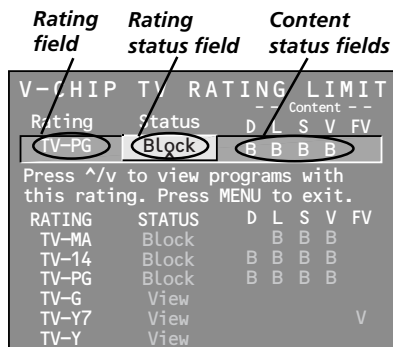 Rating field
Rating status field
Content status fields
V-CHIP TV RATING LIMIT
-- Content --
Rating Status D L S V FV
TV-PG Block B B B B
Press ^/v to view programs with
this rating. Press MENU to exit.
RATING STATUS D L S V FV
TV-MA Block B B B
TV-14 Block B B B B
TV-PG Block B B B B
TV-G View
TV-Y7 View V
TV-Y View